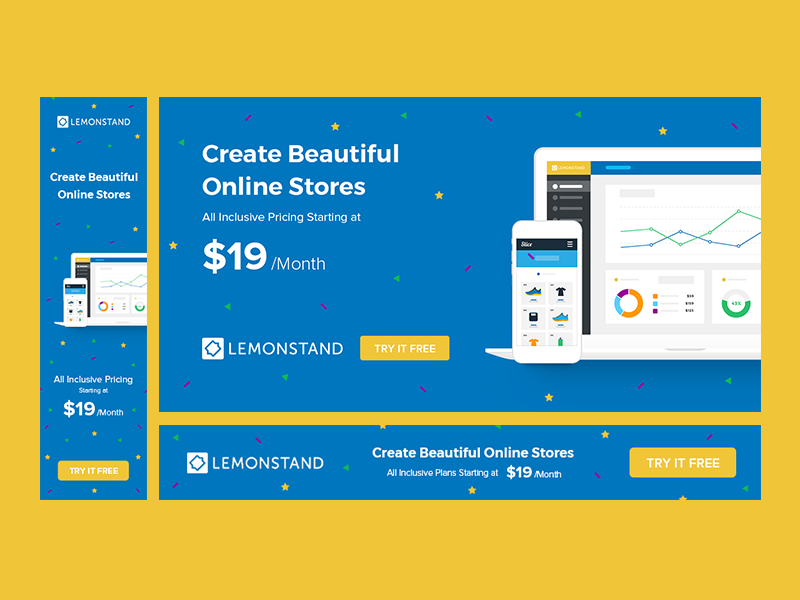 LEMONSTAND
Create Beautiful
Online Stores
All Inclusive Pricing
Starting at
$19 /Month
TRY IT FREE
Create Beautiful
Online Stores
All Inclusive Pricing Starting at
$19 /Month
LEMONSTAND
TRY IT FREE
LEMONSTAND
$59
$159
$125
43%
LEMONSTAND
Create Beautiful Online Stores
All Inclusive Plans Starting at $19 /Month
TRY IT FREE